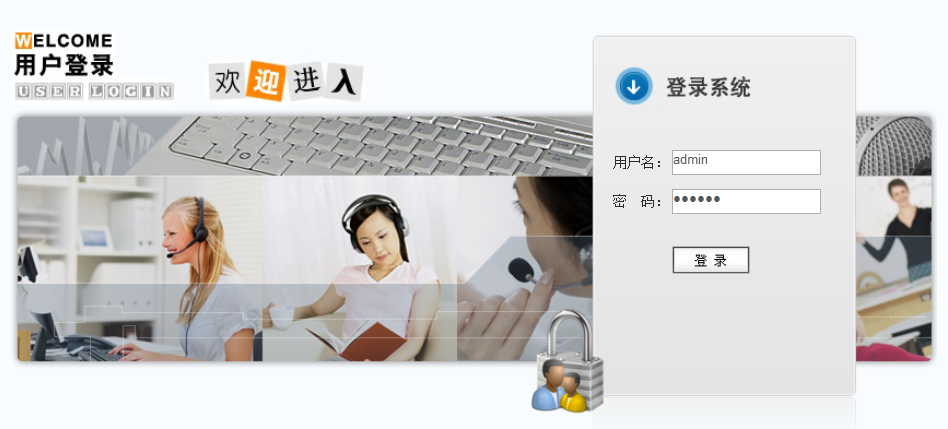 WELCOME
用户登录
USER LOGIN
欢迎进入
登录系统
用户名：admin
密 码：●●●●●●
登 录